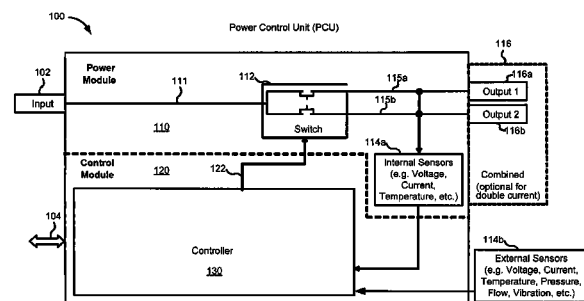 100
Power Control Unit (PCU)
116
102
Power
Module
111
112
115a
116a
Input
Output 1
115b
Output 2
110
Switch
114a
116b
Control
Module
120
122
Internal Sensors
(e.g. Voltage,
Current,
Temperature,
etc.)
Combined
(optional for
double current)
104
Controller
130
114b
External Sensors
(e.g. Voltage, Current,
Temperature, Pressure,
Flow, Vibration, etc.)